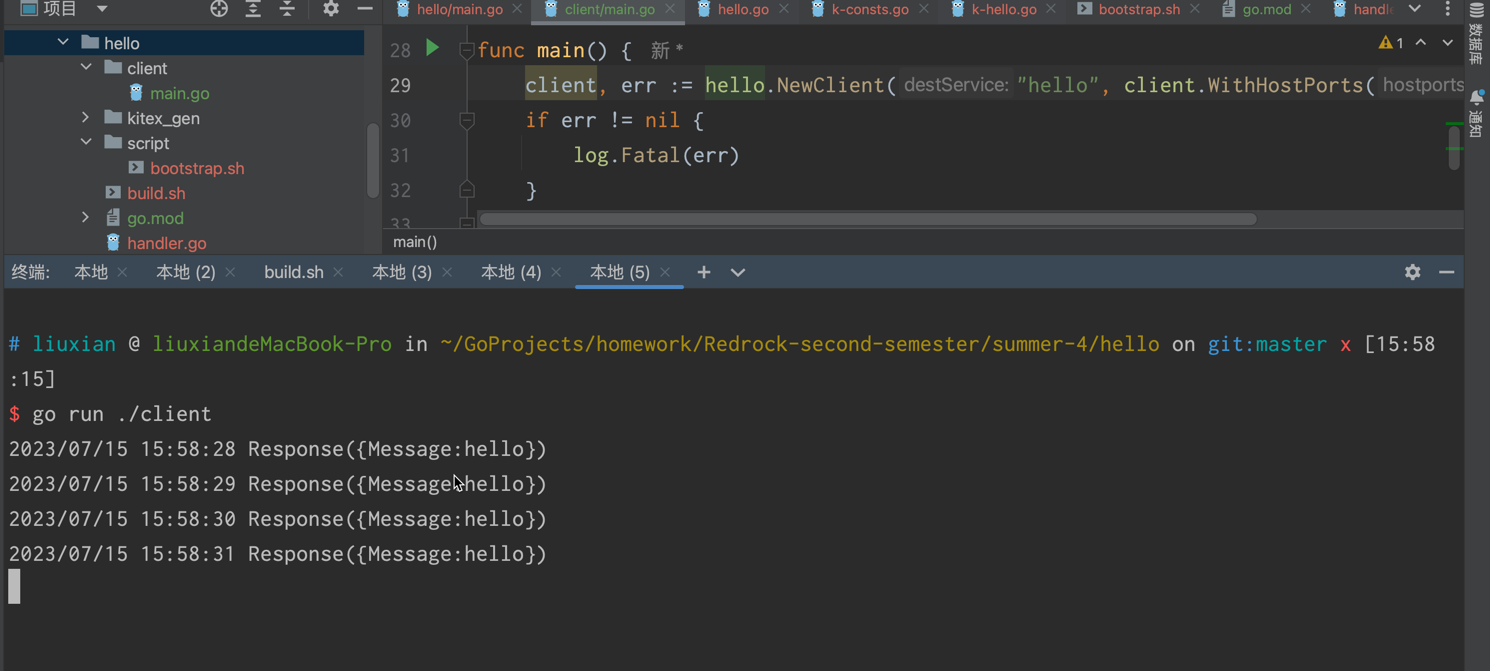 项目
hello/main.go client/main.go hello.go k-consts.go k-hello.go bootstrap.sh go.mod
hello
client
main.go
kitex_gen
script
bootstrap.sh
build.sh
go.mod
handler.go
28 func main() { 新 *
29 client, err := hello.NewClient( destService: "hello", client.WithHostPorts( hostports
30 if err != nil {
31 log.Fatal(err)
32 }
33
1
main()
数据库
通知
终端: 本地 本地 (2) build.sh 本地 (3) 本地 (4) 本地 (5)
# liuxian @ liuxiandeMacBook-Pro in ~/GoProjects/homework/Redrock-second-semester/summer-4/hello on git:master x [15:58
:15]
$ go run ./client
2023/07/15 15:58:28 Response({Message:hello})
2023/07/15 15:58:29 Response({Message:hello})
2023/07/15 15:58:30 Response({Message:hello})
2023/07/15 15:58:31 Response({Message:hello})